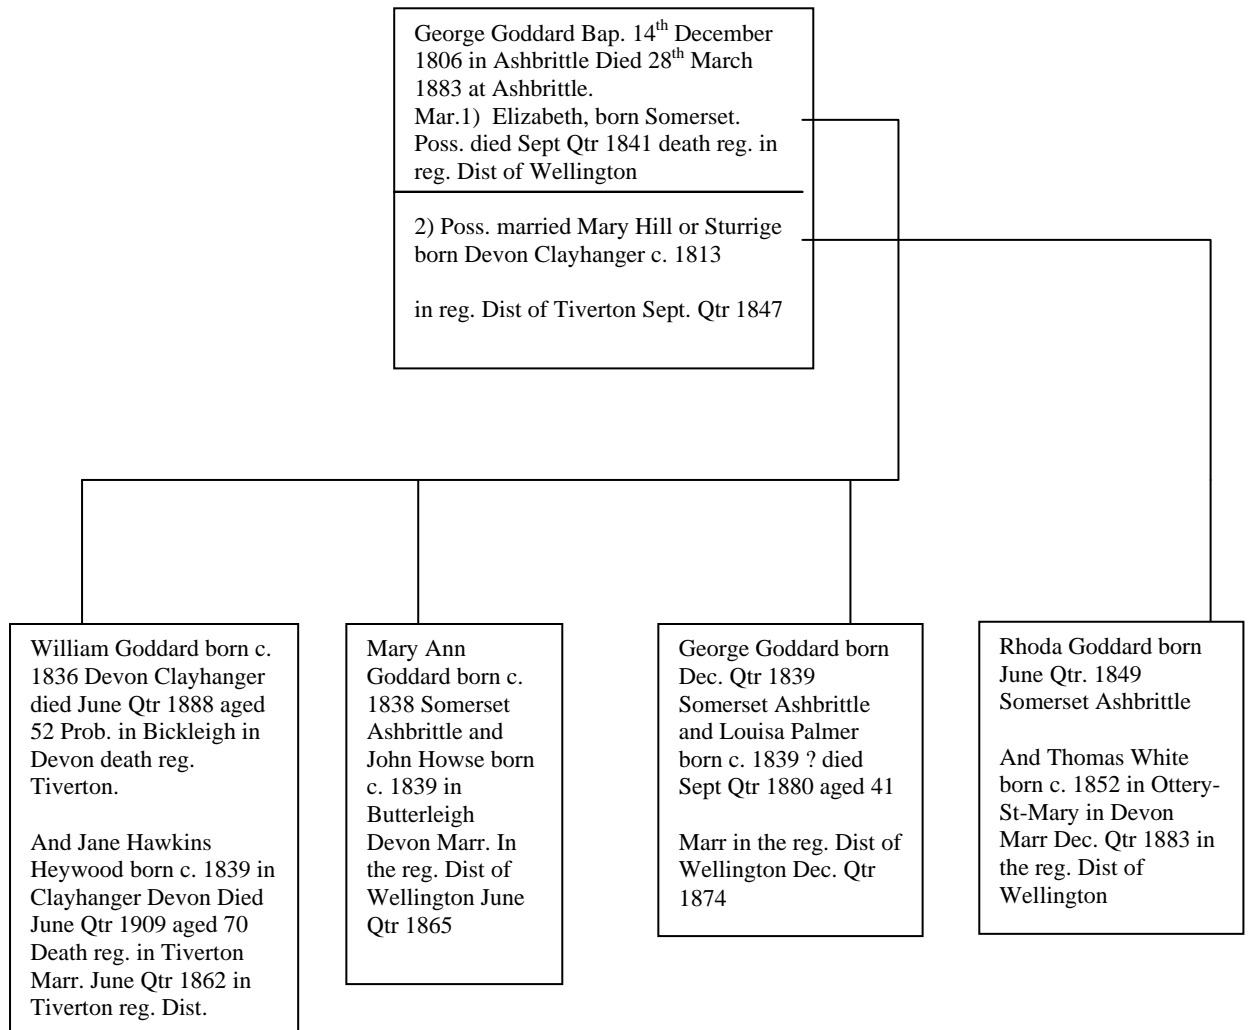 George Goddard Bap. 14th December
1806 in Ashbrittle Died 28th March
1883 at Ashbrittle.
Mar.1)  Elizabeth, born Somerset.
Poss. died Sept Qtr 1841 death reg. in
reg. Dist of Wellington
2) Poss. married Mary Hill or Sturrige
born Devon Clayhanger c. 1813
in reg. Dist of Tiverton Sept. Qtr 1847
William Goddard born c.
1836 Devon Clayhanger
died June Qtr 1888 aged
52 Prob. in Bickleigh in
Devon death reg.
Tiverton.
And Jane Hawkins
Heywood born c. 1839 in
Clayhanger Devon Died
June Qtr 1909 aged 70
Death reg. in Tiverton
Marr. June Qtr 1862 in
Tiverton reg. Dist.
Mary Ann
Goddard born c.
1838 Somerset
Ashbrittle and
John Howse born
c. 1839 in
Butterleigh
Devon Marr. In
the reg. Dist of
Wellington June
Qtr 1865
George Goddard born
Dec. Qtr 1839
Somerset Ashbrittle
and Louisa Palmer
born c. 1839 ? died
Sept Qtr 1880 aged 41
Marr in the reg. Dist of
Wellington Dec. Qtr
1874
Rhoda Goddard born
June Qtr. 1849
Somerset Ashbrittle
And Thomas White
born c. 1852 in Ottery-
St-Mary in Devon
Marr Dec. Qtr 1883 in
the reg. Dist of
Wellington